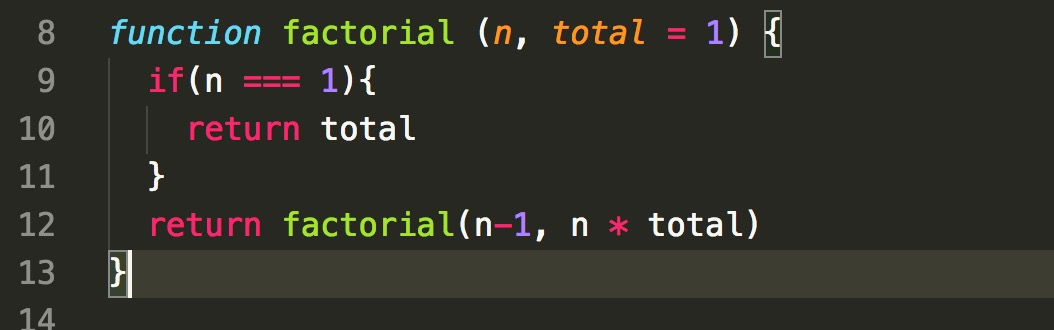 8 function factorial (n, total = 1) {
9 if(n === 1){
10 return total
11 }
12 return factorial(n-1, n * total)
13 }
14